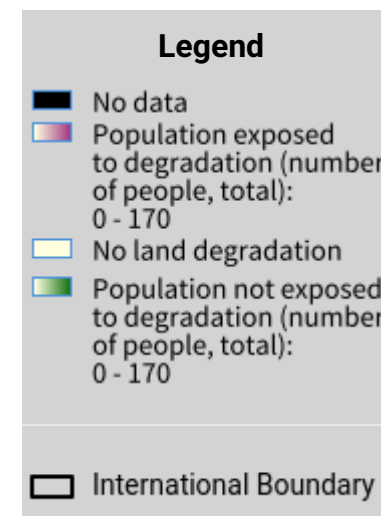 Legend
No data
Population exposed
to degradation (number
of people, total):
0 - 170
No land degradation
Population not exposed
to degradation (number
of people, total):
0 - 170
International Boundary